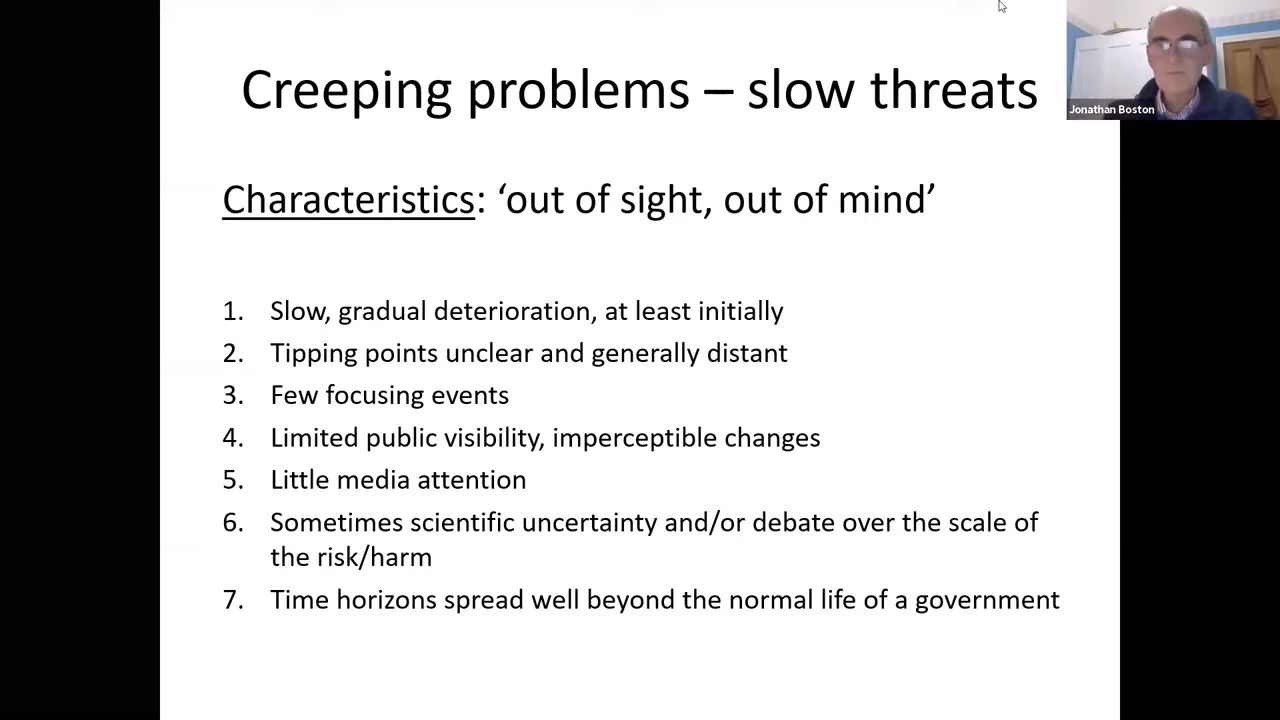 Creeping problems – slow threats
Jonathan Boston
Characteristics: ‘out of sight, out of mind’
1. Slow, gradual deterioration, at least initially
2. Tipping points unclear and generally distant
3. Few focusing events
4. Limited public visibility, imperceptible changes
5. Little media attention
6. Sometimes scientific uncertainty and/or debate over the scale of
the risk/harm
7. Time horizons spread well beyond the normal life of a government